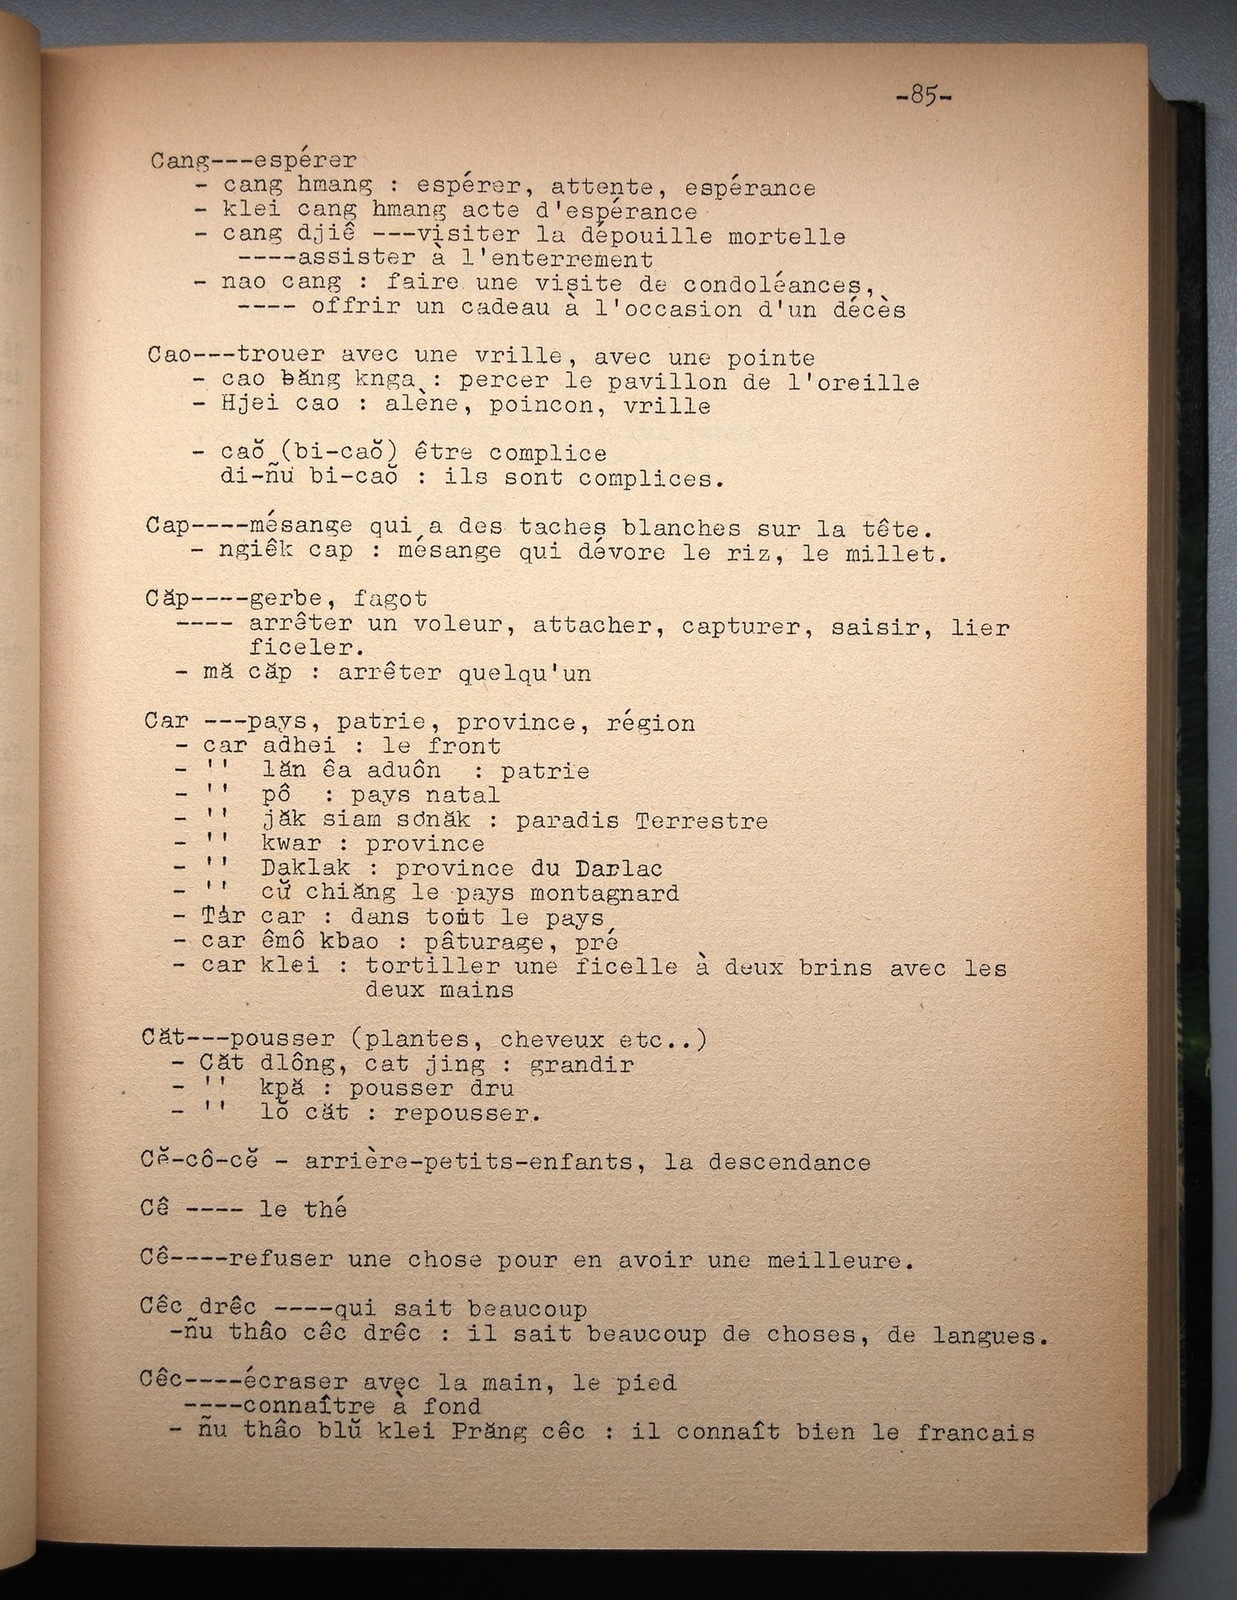 -85-
Cang---espérer
- cang hmang : espérer, attente, espérance
- klei cang hmang acte d'espérance
- cang djiê ---visiter la dépouille mortelle
----assister à l'enterrement
- nao cang : faire une visite de condoléances,
---- offrir un cadeau à l'occasion d'un décès
Cao---trouer avec une vrille, avec une pointe
- cao ƀăng knga : percer le pavillon de l'oreille
- Hjei cao : alène, poincon, vrille
- caŏ (bi-caŏ) être complice
di-ñu bi-caŏ : ils sont complices.
Cap----mésange qui a des taches blanches sur la tête.
- ngiêk cap : mésange qui dévore le riz, le millet.
Căp----gerbe, fagot
---- arrêter un voleur, attacher, capturer, saisir, lier
ficeler.
- mă căp : arrêter quelqu'un
Car ---pays, patrie, province, région
- car adhei : le front
- '' lăn êa aduôn : patrie
- '' pô : pays natal
- '' jăk siam sơnăk : paradis Terrestre
- '' kwar : province
- '' Daklak : province du Darlac
- '' cŭ chiăng le pays montagnard
- Tàr car : dans tout le pays
- car êmô kbao : pâturage, pré
- car klei : tortiller une ficelle à deux brins avec les
deux mains
Căt---pousser (plantes, cheveux etc..)
- Căt dlông, cat jing : grandir
- '' kpă : pousser dru
- '' lŏ căt : repousser.
Cĕ-cô-cĕ - arrière-petits-enfants, la descendance
Cê ---- le thé
Cê----refuser une chose pour en avoir une meilleure.
Cêc drêc ----qui sait beaucoup
-ñu thâo cêc drêc : il sait beaucoup de choses, de langues.
Cêc----écraser avec la main, le pied
----connaître à fond
- ñu thâo blŭ klei Prăng cêc : il connaît bien le francais